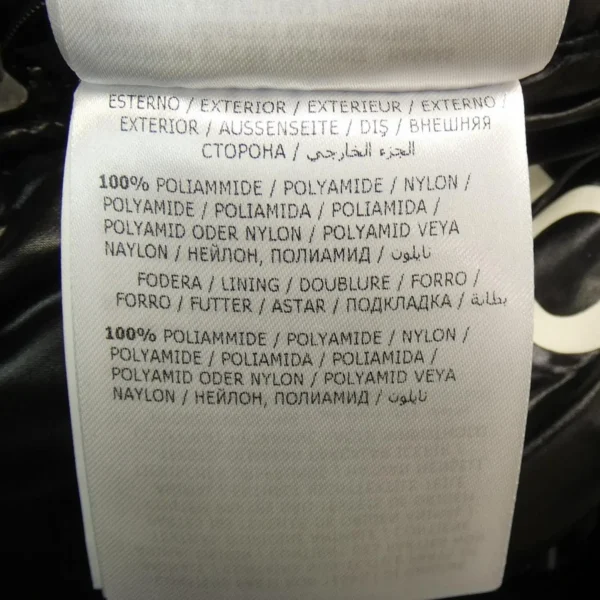 ESTERNO / EXTERIOR / EXTERIEUR / EXTERNO /
EXTERIOR / AUSSENSEITE / DIŞ / ВНЕШНЯЯ
СТОРОНА / الجزء الخارجي
100% POLIAMMIDE / POLYAMIDE / NYLON /
POLYAMIDE / POLIAMIDA / POLIAMIDA /
POLYAMID ODER NYLON / POLYAMID VEYA
NAYLON / НЕЙЛОН, ПОЛИАМИД / نايلون
FODERA / LINING / DOUBLURE / FORRO /
FORRO / FUTTER / ASTAR / ПОДКЛАДКА / بطانة
100% POLIAMMIDE / POLYAMIDE / NYLON /
POLYAMIDE / POLIAMIDA / POLIAMIDA /
POLYAMID ODER NYLON / POLYAMID VEYA
NAYLON / НЕЙЛОН, ПОЛИАМИД / نايلون